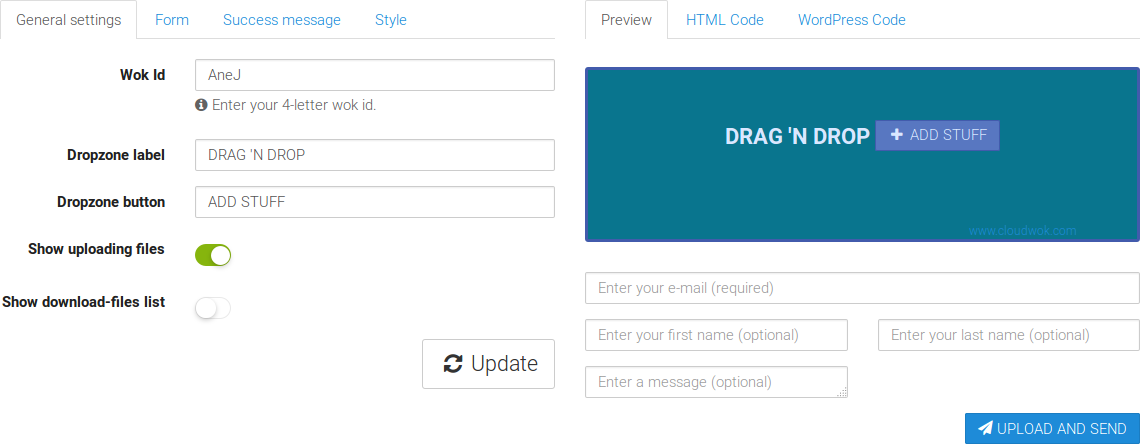 General settings Form Success message Style
Wok Id AneJ
Enter your 4-letter wok id.
Dropzone label DRAG 'N DROP
Dropzone button ADD STUFF
Show uploading files
Show download-files list
Update
Preview HTML Code WordPress Code
DRAG 'N DROP ADD STUFF
www.cloudwok.com
Enter your e-mail (required)
Enter your first name (optional) Enter your last name (optional)
Enter a message (optional)
UPLOAD AND SEND